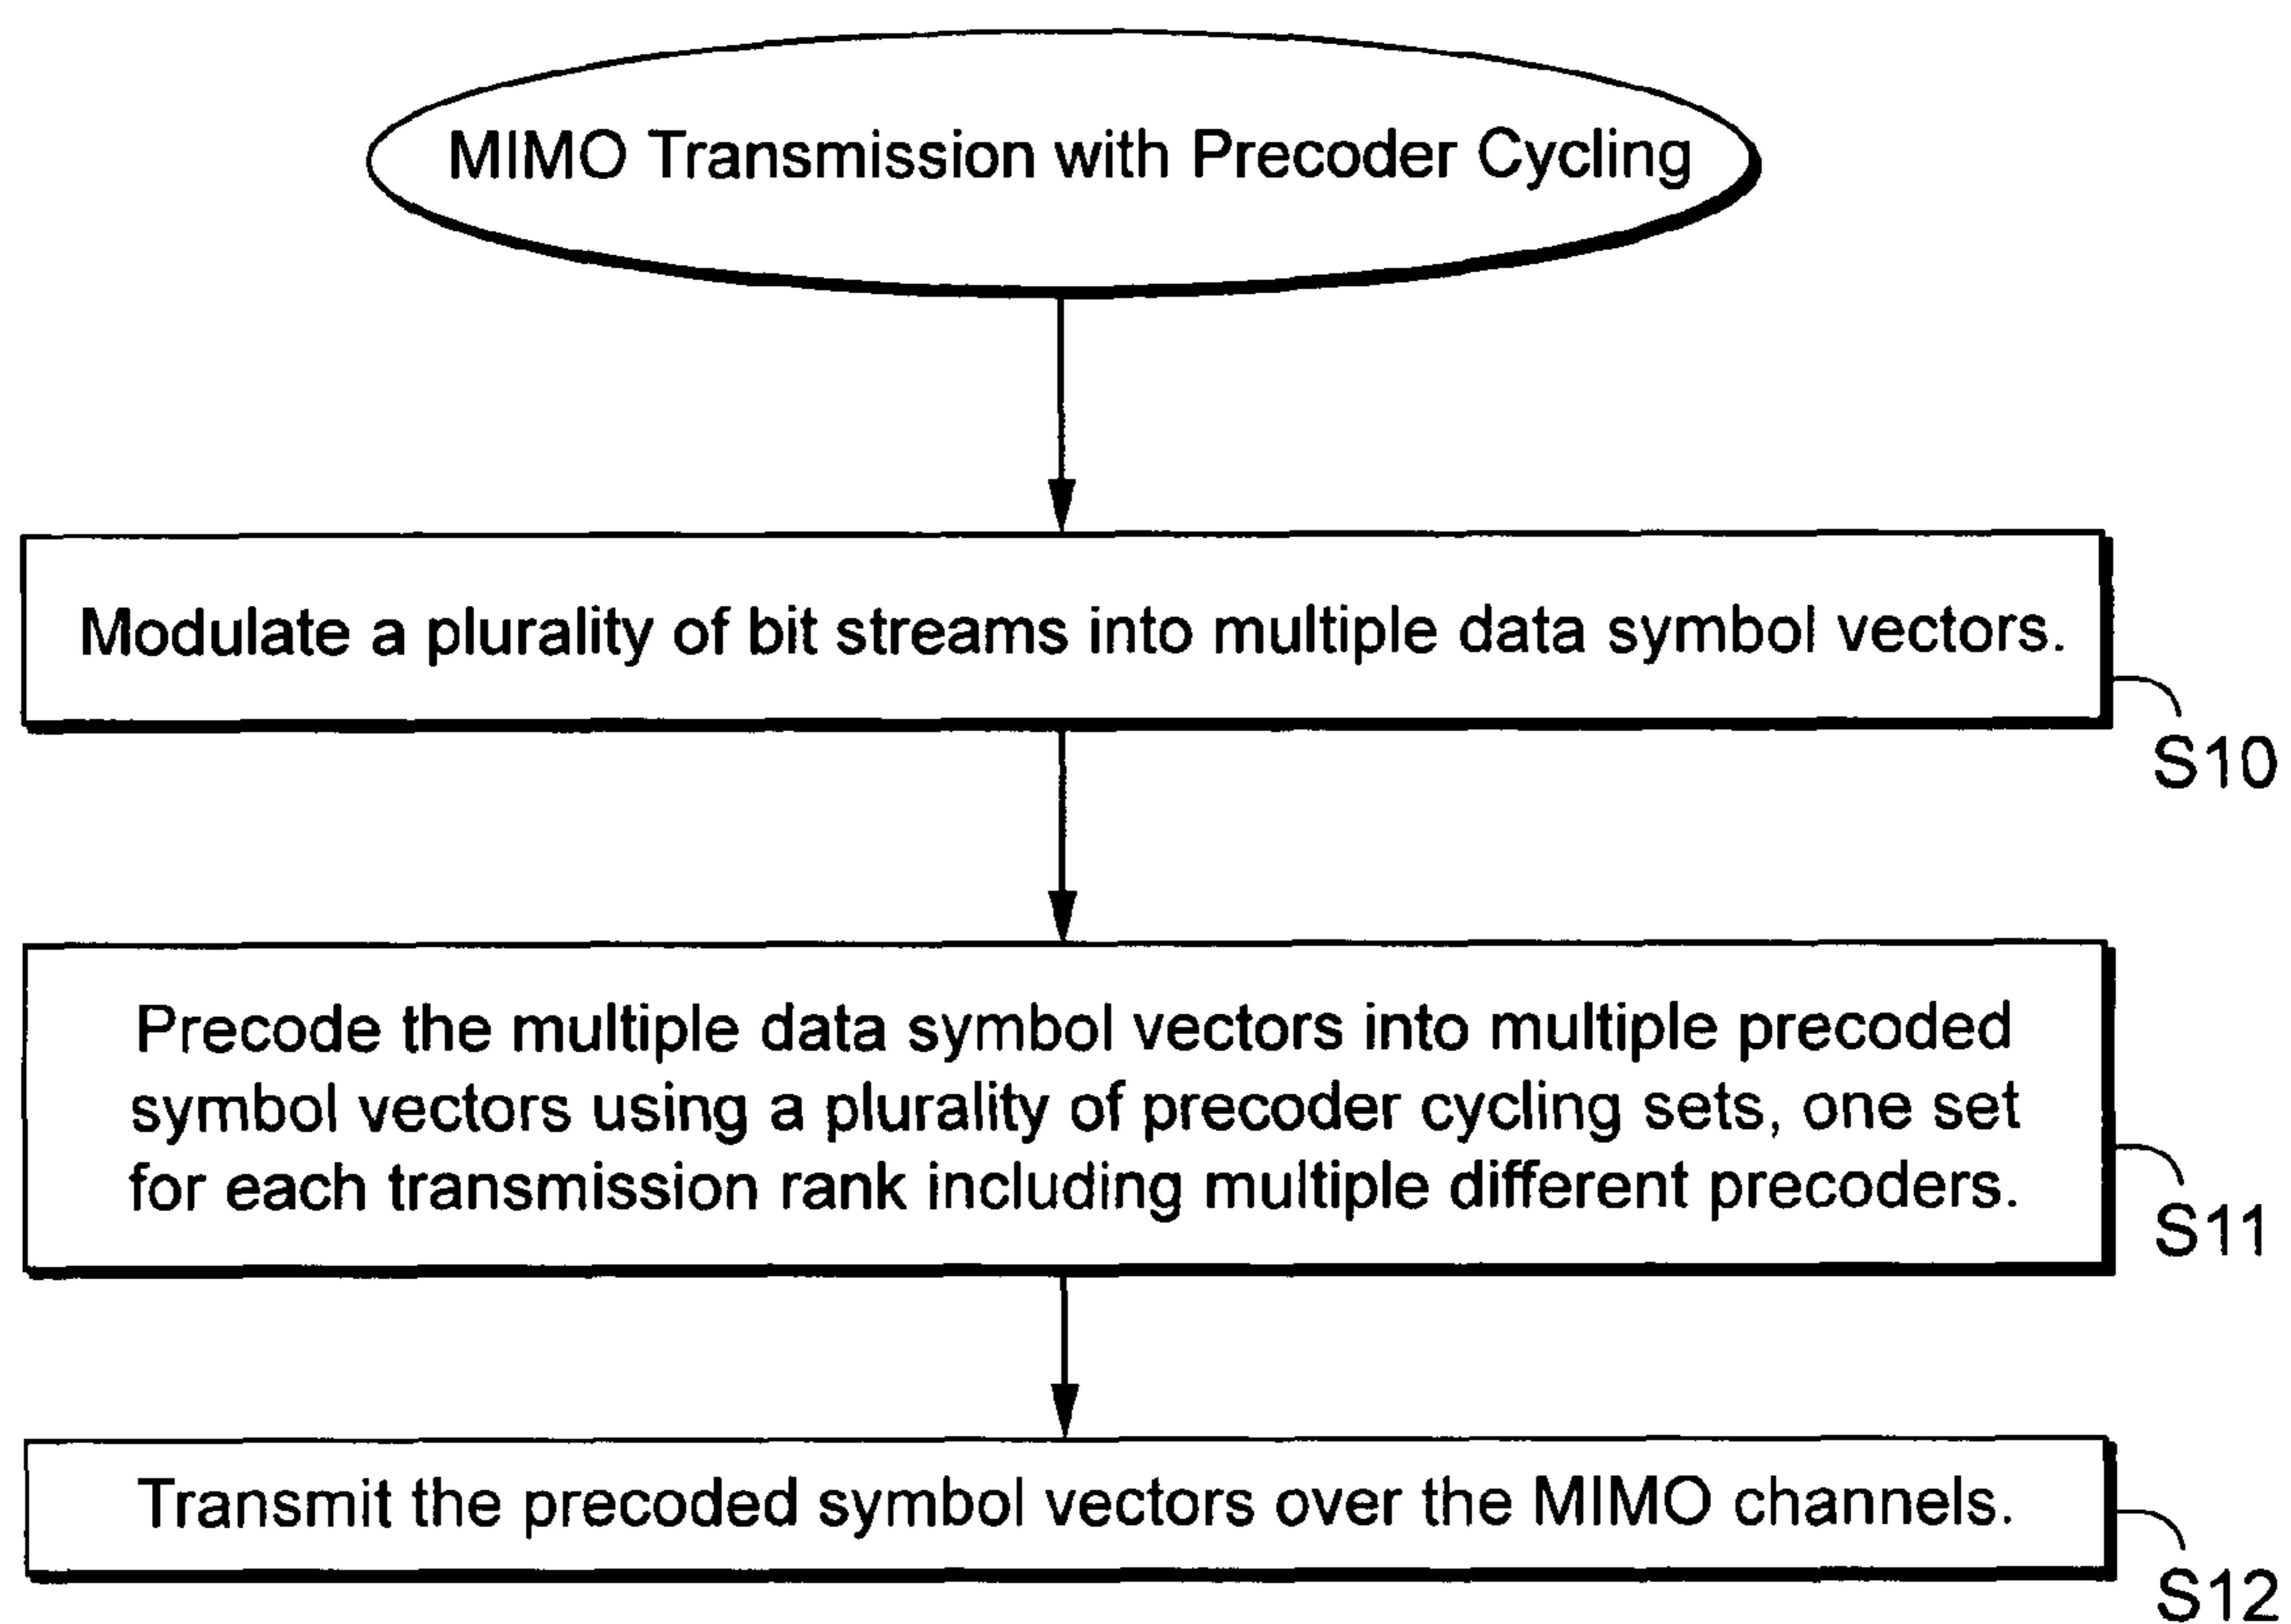 MIMO Transmission with Precoder Cycling
Modulate a plurality of bit streams into multiple data symbol vectors.
S10
Precode the multiple data symbol vectors into multiple precoded
symbol vectors using a plurality of precoder cycling sets, one set
for each transmission rank including multiple different precoders.
S11
Transmit the precoded symbol vectors over the MIMO channels.
S12